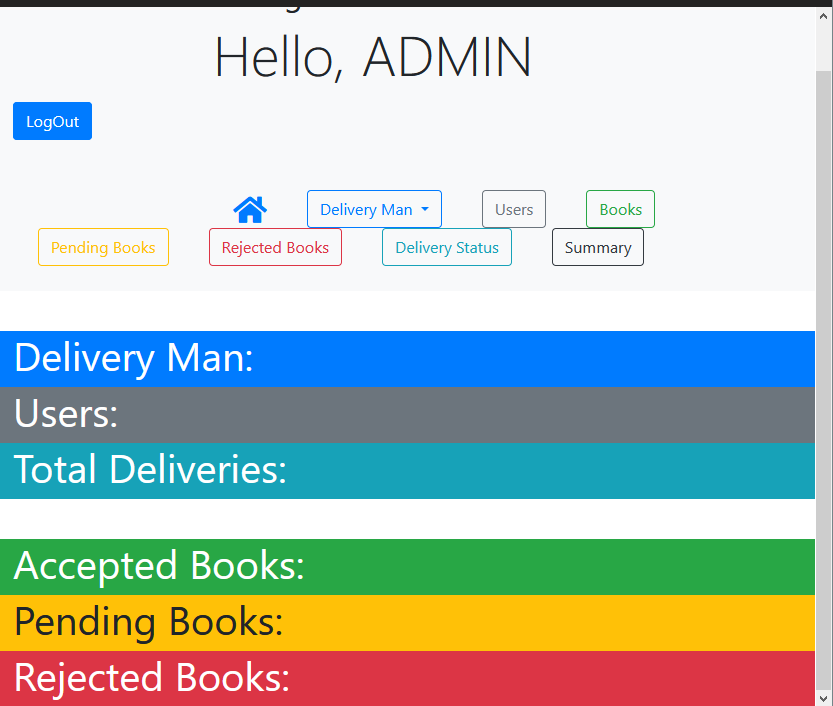 Hello, ADMIN
LogOut
Delivery Man Users Books
Pending Books Rejected Books Delivery Status Summary
Delivery Man:
Users:
Total Deliveries:
Accepted Books:
Pending Books:
Rejected Books: